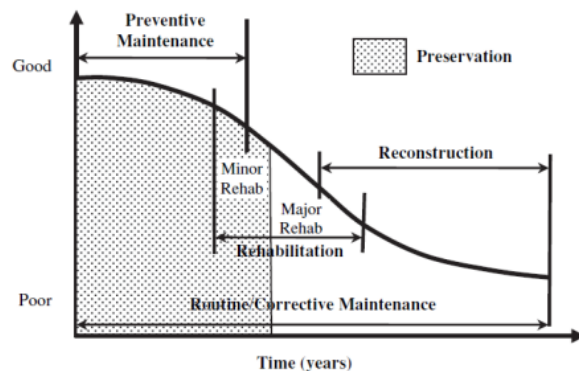 Preventive
Maintenance
Good
Preservation
Reconstruction
Minor
Rehab
Major
Rehab
Rehabilitation
Poor
Routine/Corrective Maintenance
Time (years)